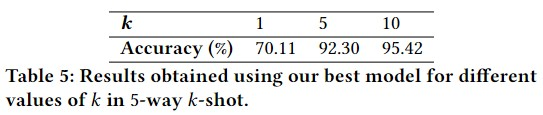 k 1 5 10
Accuracy (%) 70.11 92.30 95.42
Table 5: Results obtained using our best model for different
values of k in 5-way k-shot.